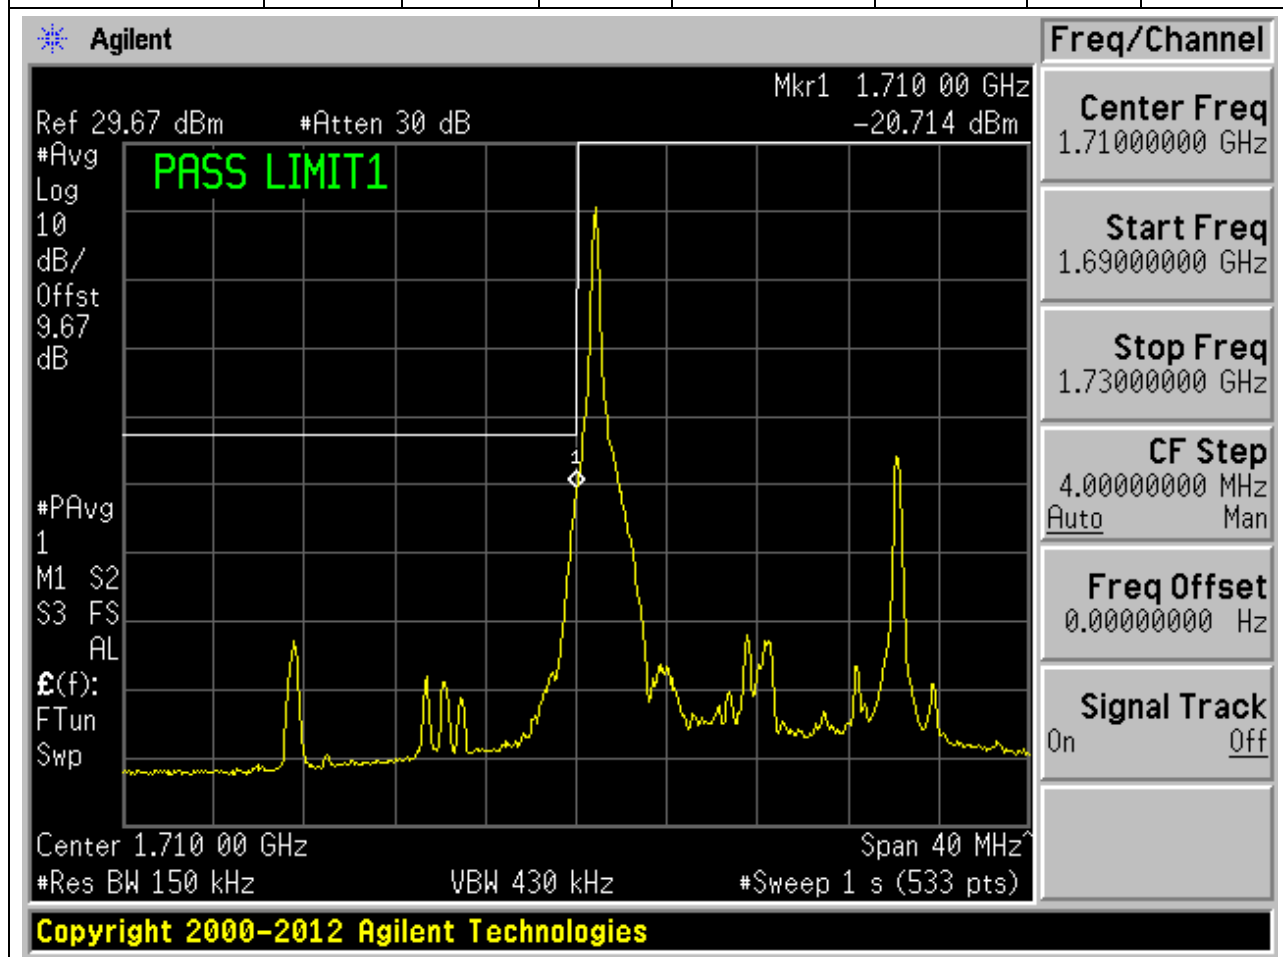 Agilent
Freq/Channel
Mkr1 1.710 00 GHz
Ref 29.67 dBm #Atten 30 dB -20.714 dBm
#Avg
Log
10
dB/
Offst
9.67
dB
PASS LIMIT1
1
#PAvg
1
M1 S2
S3 FS
AL
£(f):
FTun
Swp
Center 1.710 00 GHz Span 40 MHz^
#Res BW 150 kHz VBW 430 kHz #Sweep 1 s (533 pts)
Center Freq
1.71000000 GHz
Start Freq
1.69000000 GHz
Stop Freq
1.73000000 GHz
CF Step
4.00000000 MHz
Auto Man
Freq Offset
0.00000000 Hz
Signal Track
On Off
Copyright 2000-2012 Agilent Technologies